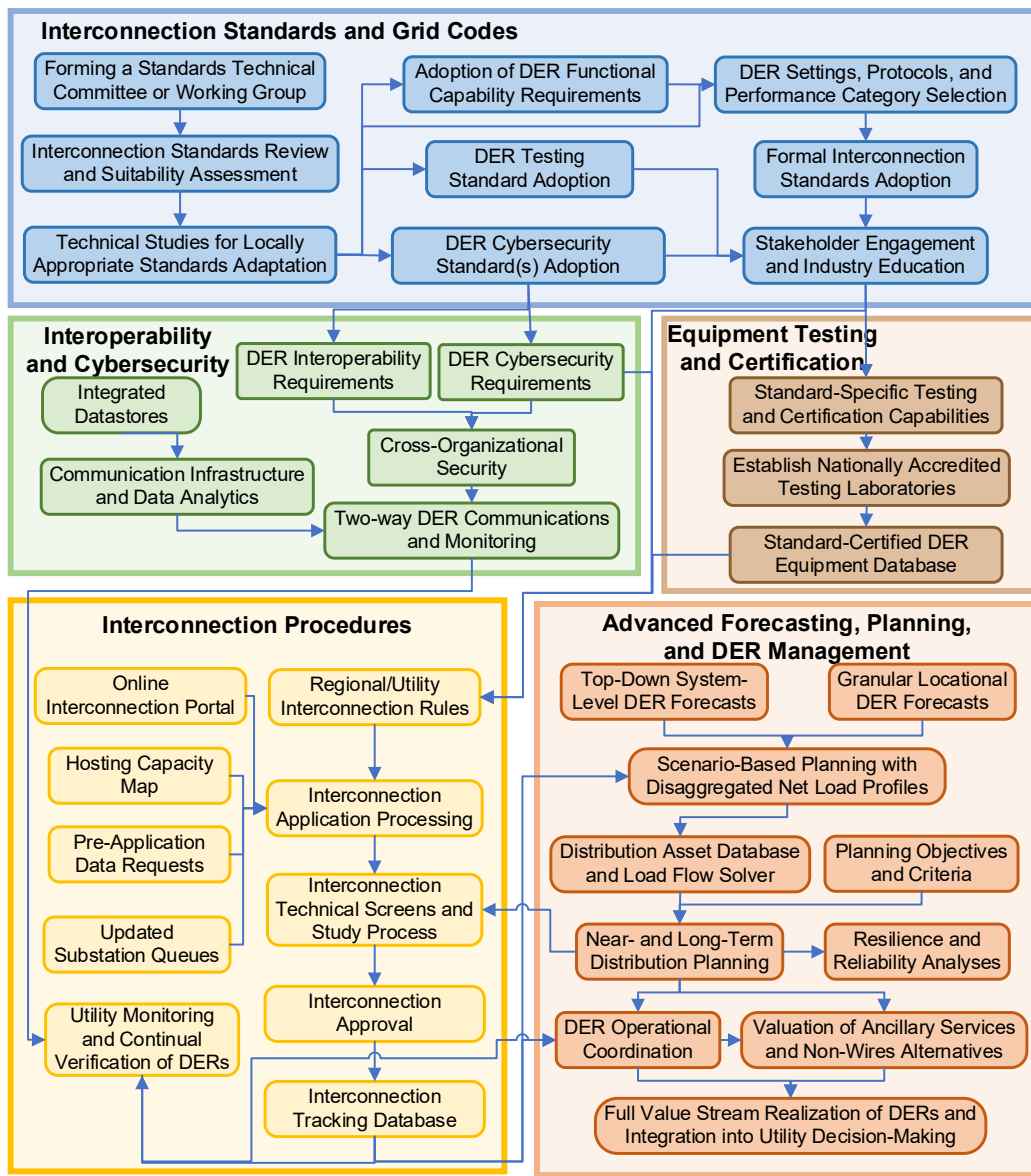 Interconnection Standards and Grid Codes
Forming a Standards Technical
Committee or Working Group
Adoption of DER Functional
Capability Requirements
DER Settings, Protocols, and
Performance Category Selection
Interconnection Standards Review
and Suitability Assessment
DER Testing
Standard Adoption
Formal Interconnection
Standards Adoption
Technical Studies for Locally
Appropriate Standards Adaptation
DER Cybersecurity
Standard(s) Adoption
Stakeholder Engagement
and Industry Education
Interoperability
and Cybersecurity
DER Interoperability
Requirements
DER Cybersecurity
Requirements
Integrated
Datastores
Cross-Organizational
Security
Communication Infrastructure
and Data Analytics
Two-way DER Communications
and Monitoring
Equipment Testing
and Certification
Standard-Specific Testing
and Certification Capabilities
Establish Nationally Accredited
Testing Laboratories
Standard-Certified DER
Equipment Database
Interconnection Procedures
Online
Interconnection Portal
Regional/Utility
Interconnection Rules
Hosting Capacity
Map
Interconnection
Application Processing
Pre-Application
Data Requests
Interconnection
Technical Screens and
Study Process
Updated
Substation Queues
Interconnection
Approval
Utility Monitoring
and Continual
Verification of DERs
Interconnection
Tracking Database
Advanced Forecasting, Planning,
and DER Management
Top-Down System-
Level DER Forecasts
Granular Locational
DER Forecasts
Scenario-Based Planning with
Disaggregated Net Load Profiles
Distribution Asset Database
and Load Flow Solver
Planning Objectives
and Criteria
Near- and Long-Term
Distribution Planning
Resilience and
Reliability Analyses
DER Operational
Coordination
Valuation of Ancillary Services
and Non-Wires Alternatives
Full Value Stream Realization of DERs and
Integration into Utility Decision-Making